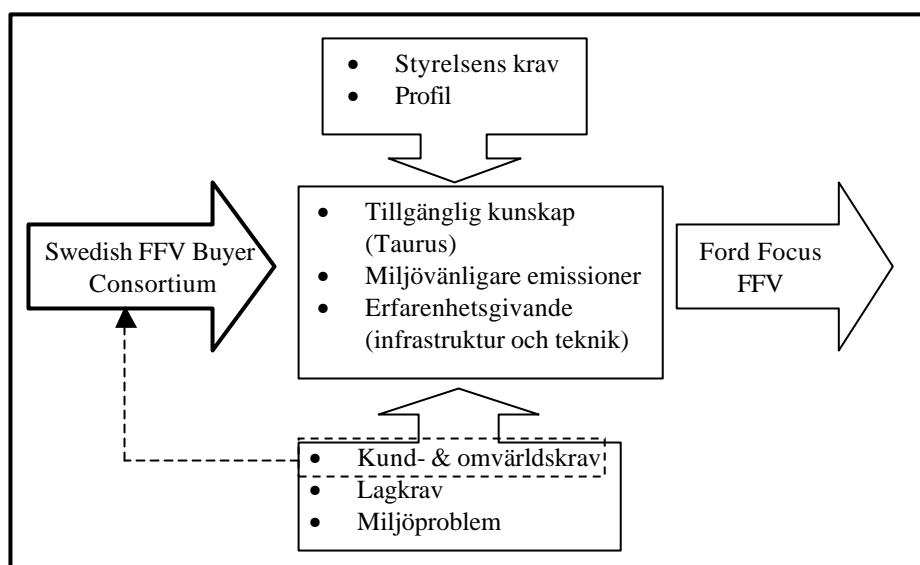 • Styrelsens krav
• Profil
Swedish FFV Buyer
Consortium
• Tillgänglig kunskap
(Taurus)
• Miljövänligare emissioner
• Erfarenhetsgivande
(infrastruktur och teknik)
Ford Focus
FFV
• Kund- & omvärldskrav
• Lagkrav
• Miljöproblem